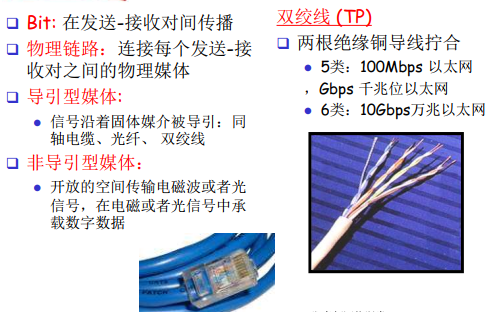 Bit: 在发送-接收对间传播
物理链路：连接每个发送-接
收对之间的物理媒体
导引型媒体:
信号沿着固体媒介被导引：同
轴电缆、光纤、 双绞线
非导引型媒体：
开放的空间传输电磁波或者光
信号，在电磁或者光信号中承
载数字数据
双绞线 (TP)
两根绝缘铜导线拧合
5类：100Mbps 以太网
，Gbps 千兆位以太网
6类：10Gbps万兆以太网